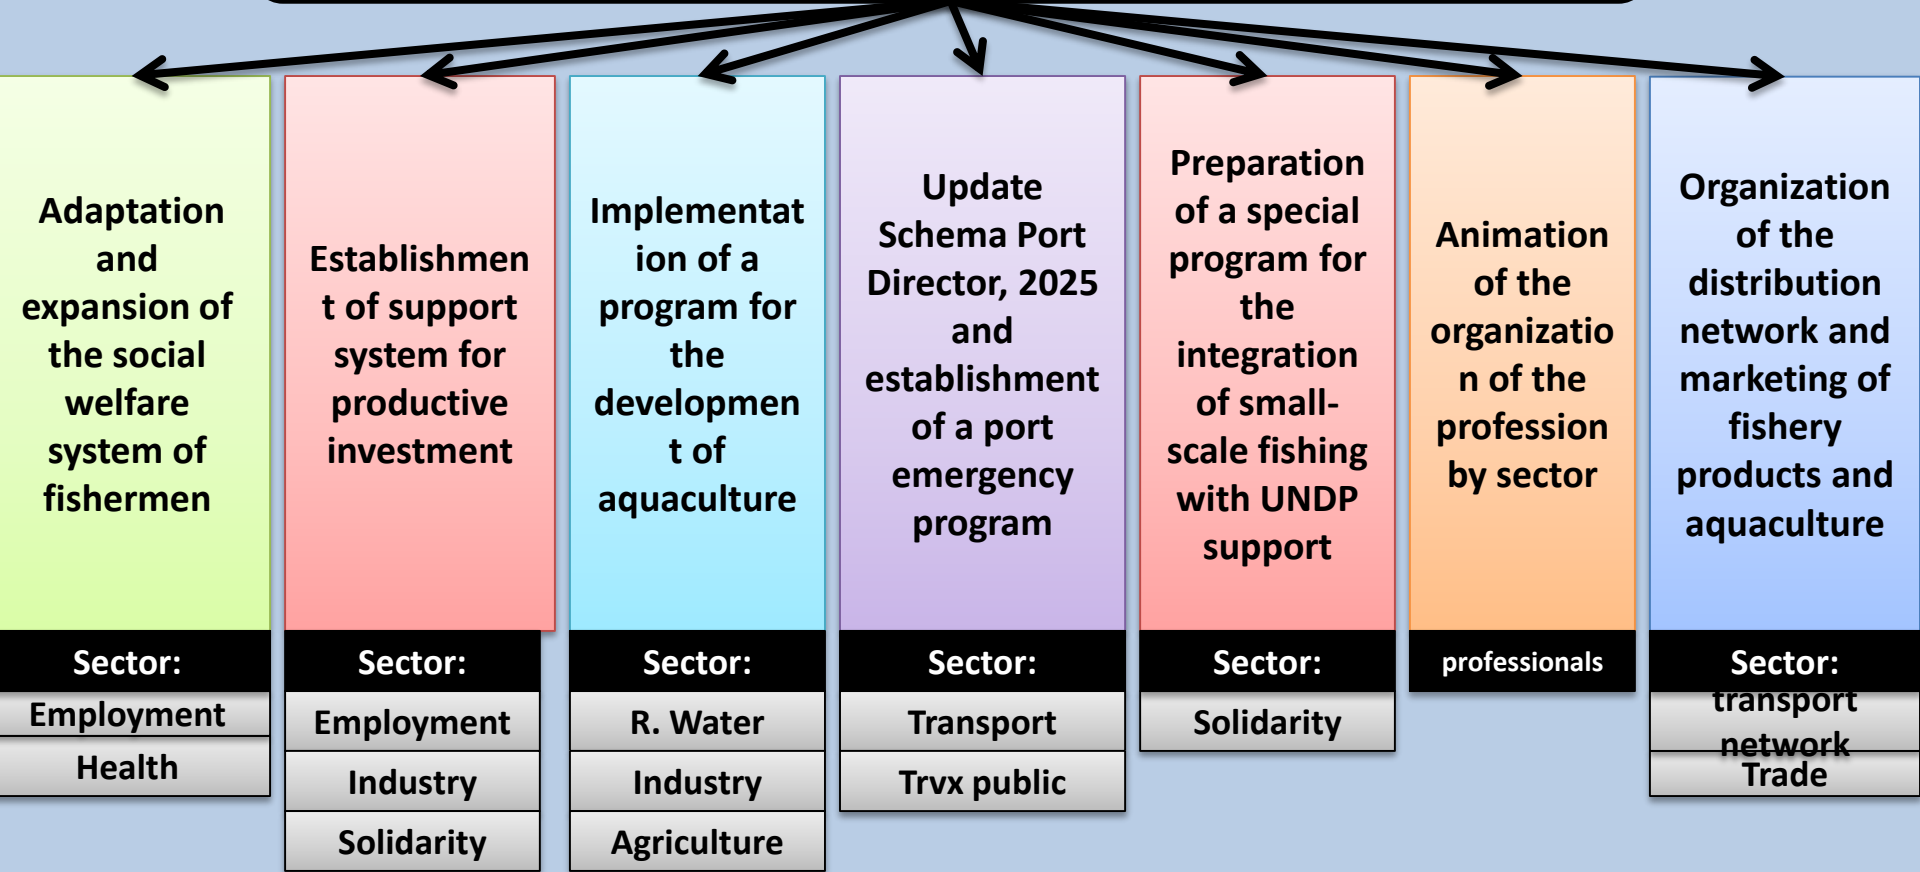 Adaptation
and
expansion of
the social
welfare
system of
fishermen
Sector:
Employment
Health
Establishmen
t of support
system for
productive
investment
Sector:
Employment
Industry
Solidarity
Implementat
ion of a
program for
the
developmen
t of
aquaculture
Sector:
R. Water
Industry
Agriculture
Update
Schema Port
Director, 2025
and
establishment
of a port
emergency
program
Sector:
Transport
Trvx public
Preparation
of a special
program for
the
integration
of small-
scale fishing
with UNDP
support
Sector:
Solidarity
Animation
of the
organizatio
n of the
profession
by sector
professionals
Organization
of the
distribution
network and
marketing of
fishery
products and
aquaculture
Sector:
transport
network
Trade